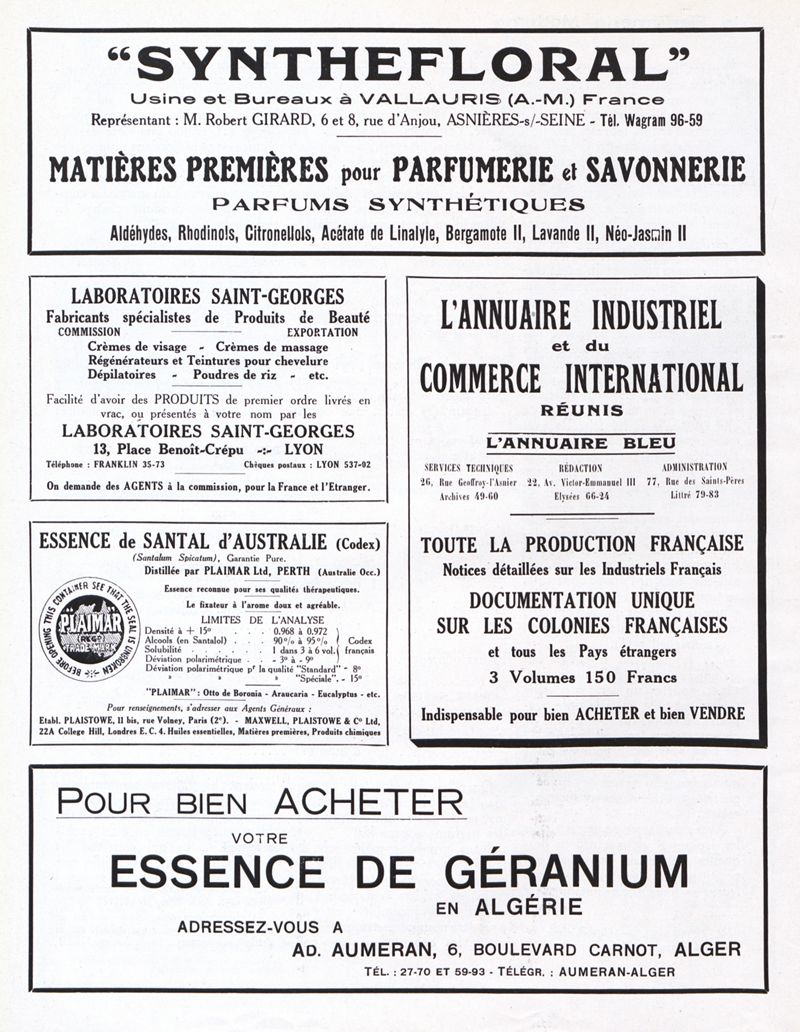 “SYNTHEFLORAL”
Usine et Bureaux à VALLAURIS (A.-M.) France
Représentant : M. Robert GIRARD, 6 et 8, rue d'Anjou, ASNIÈRES-s/-SEINE - Tél. Wagram 96-59
MATIÈRES PREMIÈRES pour PARFUMERIE et SAVONNERIE
PARFUMS SYNTHÉTIQUES
Aldéhydes, Rhodinols, Citronellols, Acétate de Linalyle, Bergamote II, Lavande II, Néo-Jasmin II
LABORATOIRES SAINT-GEORGES
Fabricants spécialistes de Produits de Beauté
COMMISSION EXPORTATION
Crèmes de visage - Crèmes de massage
Régénérateurs et Teintures pour chevelure
Dépilatoires - Poudres de riz - etc.
Facilité d'avoir des PRODUITS de premier ordre livrés en
vrac, ou présentés à votre nom par les
LABORATOIRES SAINT-GEORGES
13, Place Benoît-Crépu -:- LYON
Téléphone : FRANKLIN 35-73 Chèques postaux : LYON 537-02
On demande des AGENTS à la commission, pour la France et l'Etranger.
ESSENCE de SANTAL d'AUSTRALIE (Codex)
(Santalum Spicatum), Garantie Pure.
Distillée par PLAIMAR Ltd, PERTH (Australie Occ.)
Essence reconnue pour ses qualités thérapeutiques.
Le fixateur à l'arome doux et agréable.
BEFORE OPENING THIS CONTAINER SEE THAT THE SEAL IS UNBROKEN
PLAIMAR
(REGD)
TRADE MARK
LIMITES DE L'ANALYSE
Densité à + 15° . . . . 0.968 à 0.972
Alcools (en Santalol) . . . 90 % à 95 % Codex
Solubilité . . . . . 1 dans 3 à 6 vol. français
Déviation polarimétrique . . - 3° à - 9°
Déviation polarimétrique pr la qualité "Standard" - 8°
» » » "Spéciale". - 15°
"PLAIMAR" : Otto de Boronia - Araucaria - Eucalyptus - etc.
Pour renseignements, s'adresser aux Agents Généraux :
Etabl. PLAISTOWE, 11 bis, rue Volney, Paris (2e). - MAXWELL, PLAISTOWE & Co Ltd,
22A College Hill, Londres E. C. 4. Huiles essentielles, Matières premières, Produits chimiques
L'ANNUAIRE INDUSTRIEL
et du
COMMERCE INTERNATIONAL
RÉUNIS
L'ANNUAIRE BLEU
SERVICES TECHNIQUES RÉDACTION ADMINISTRATION
26, Rue Geoffroy-l'Asnier 22, Av. Victor-Emmanuel III 77, Rue des Saints-Pères
Archives 49-60 Elysées 66-24 Littré 79-83
TOUTE LA PRODUCTION FRANÇAISE
Notices détaillées sur les Industriels Français
DOCUMENTATION UNIQUE
SUR LES COLONIES FRANÇAISES
et tous les Pays étrangers
3 Volumes 150 Francs
Indispensable pour bien ACHETER et bien VENDRE
POUR BIEN ACHETER
VOTRE
ESSENCE DE GÉRANIUM
EN ALGÉRIE
ADRESSEZ-VOUS A
AD. AUMERAN, 6, BOULEVARD CARNOT, ALGER
TÉL. : 27-70 ET 59-93 - TÉLÉGR. : AUMERAN-ALGER